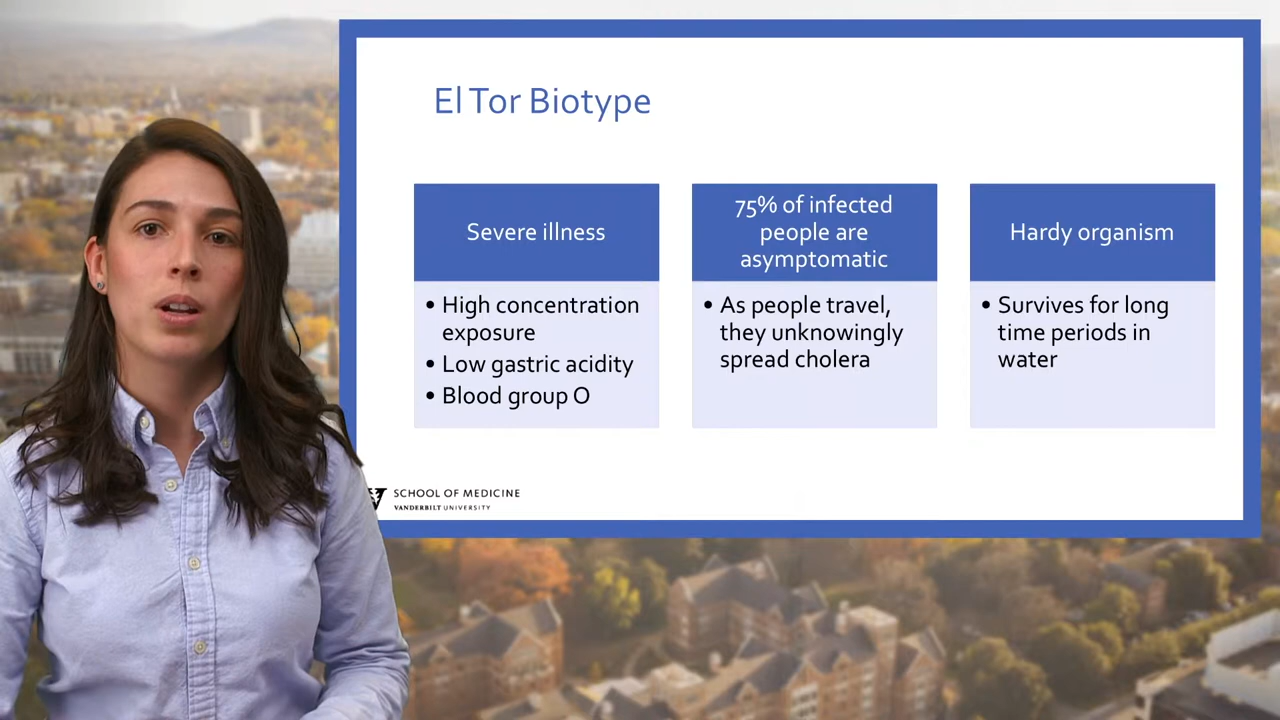 El Tor Biotype
Severe illness
• High concentration
exposure
• Low gastric acidity
• Blood group O
75% of infected
people are
asymptomatic
• As people travel,
they unknowingly
spread cholera
Hardy organism
• Survives for long
time periods in
water
SCHOOL OF MEDICINE
VANDERBILT UNIVERSITY